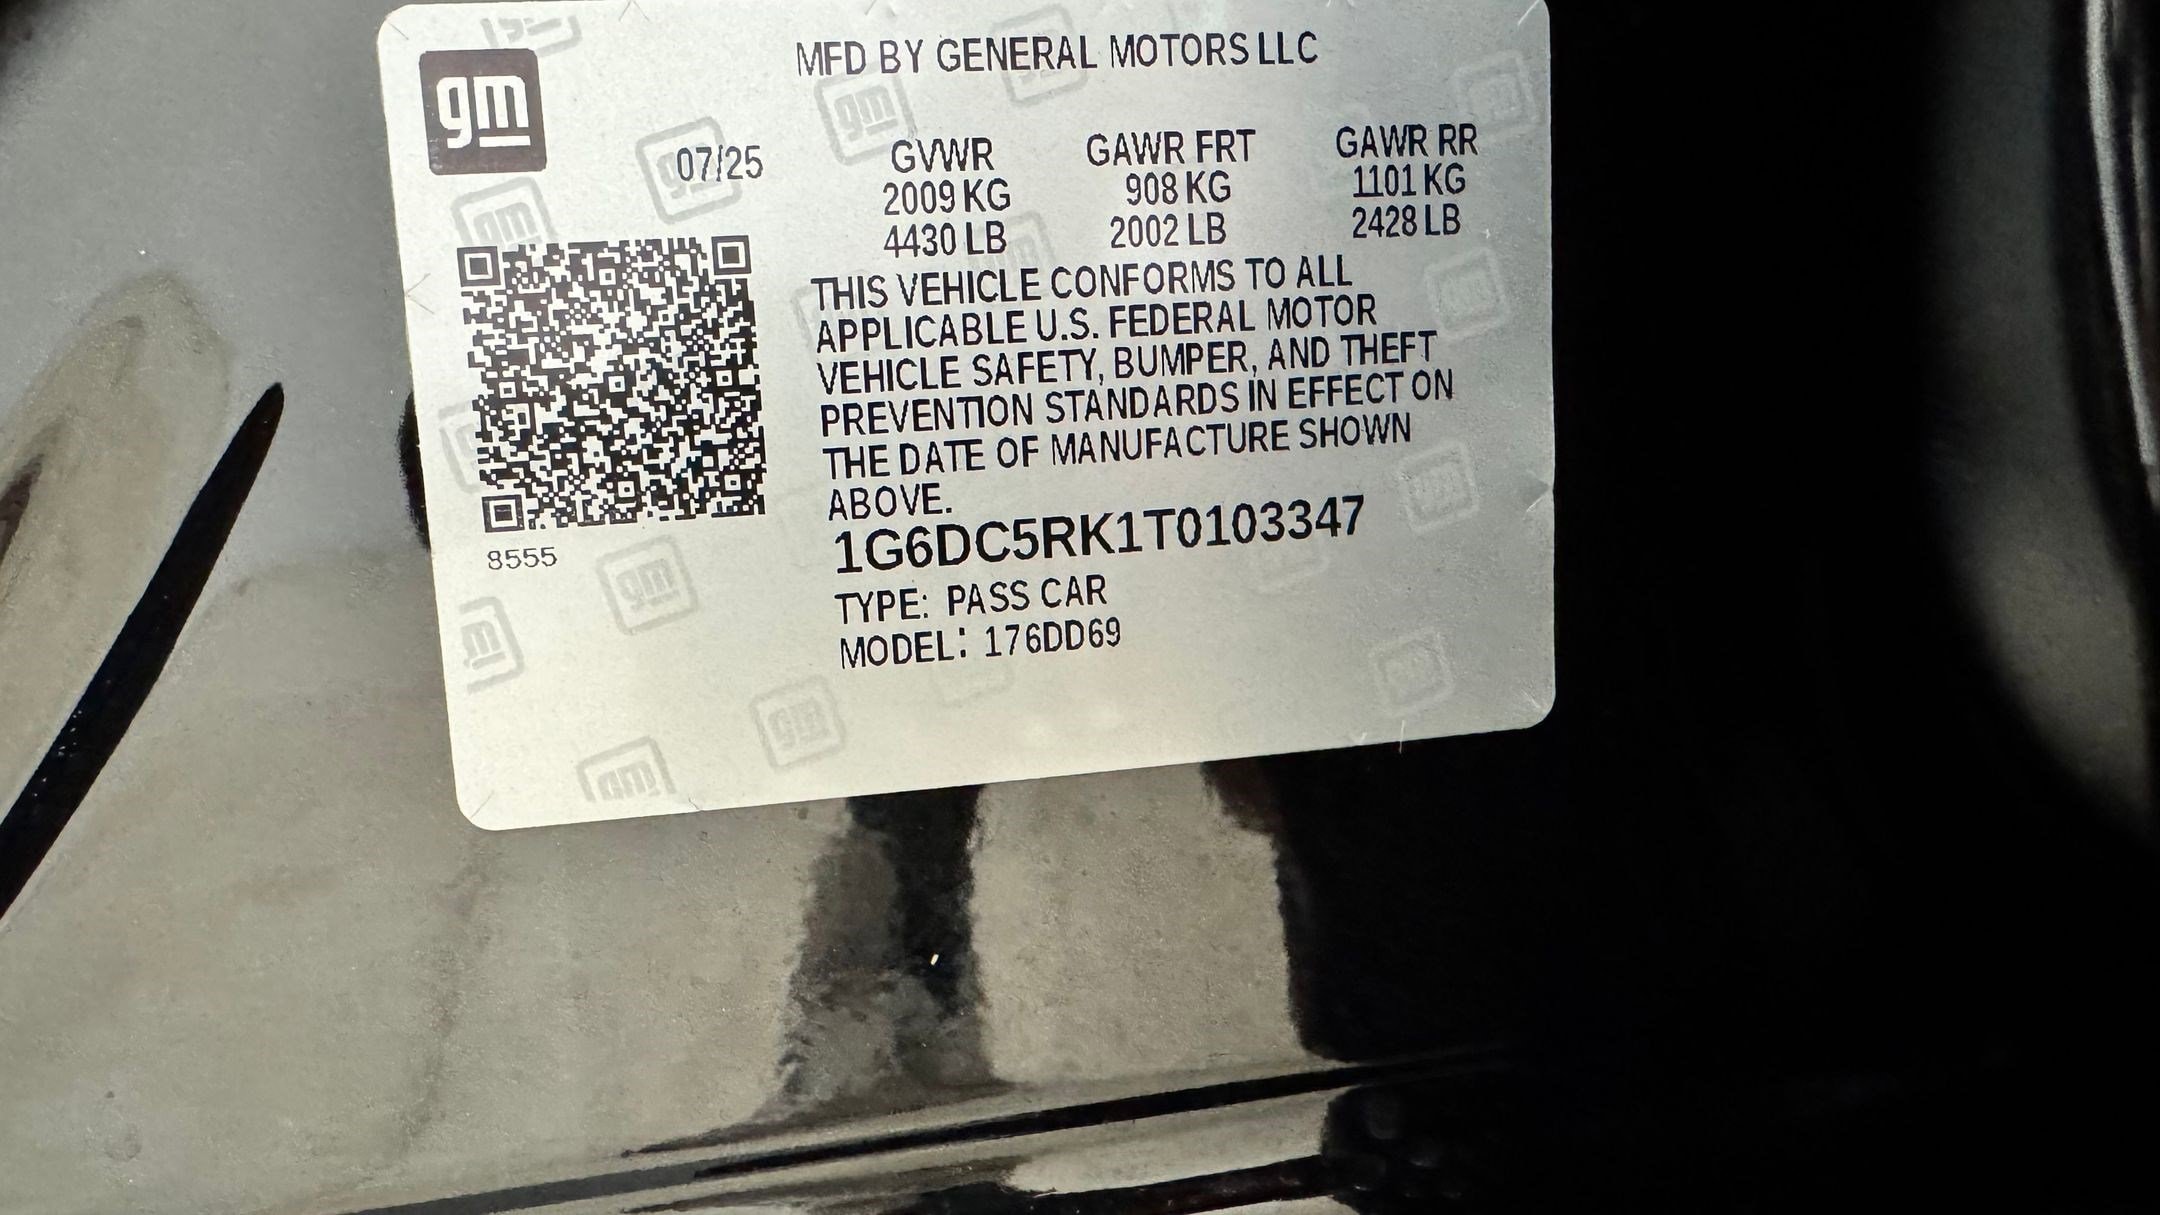 gm
MFD BY GENERAL MOTORS LLC
07/25
GVWR GAWR FRT GAWR RR
2009 KG 908 KG 1101 KG
4430 LB 2002 LB 2428 LB
THIS VEHICLE CONFORMS TO ALL
APPLICABLE U.S. FEDERAL MOTOR
VEHICLE SAFETY, BUMPER, AND THEFT
PREVENTION STANDARDS IN EFFECT ON
THE DATE OF MANUFACTURE SHOWN
ABOVE.
8555
1G6DC5RK1T0103347
TYPE: PASS CAR
MODEL: 176DD69